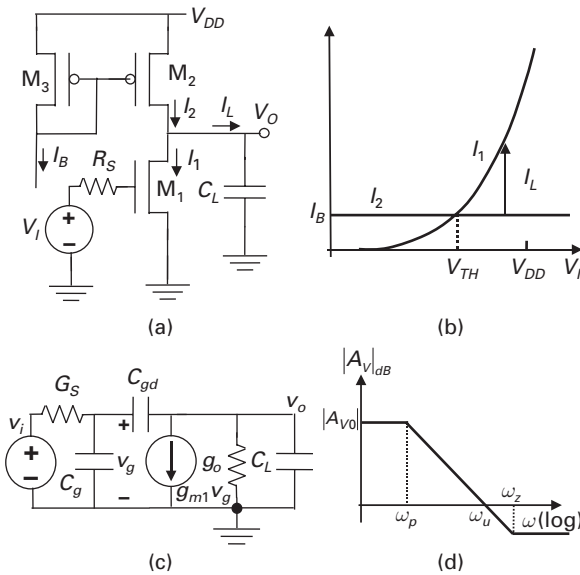 V_DD
M_3
M_2
I_2
I_L
V_O
I_B
R_S
I_1
M_1
C_L
V_I
+
−
(a)
I_1
I_2
I_L
I_B
V_TH
V_DD
V_I
(b)
G_S
C_gd
v_i
+
v_o
+
−
v_g
C_g
−
g_m1 v_g
g_o
C_L
(c)
|A_V|_dB
|A_V0|
ω_p
ω_u
ω_z
ω(log)
(d)